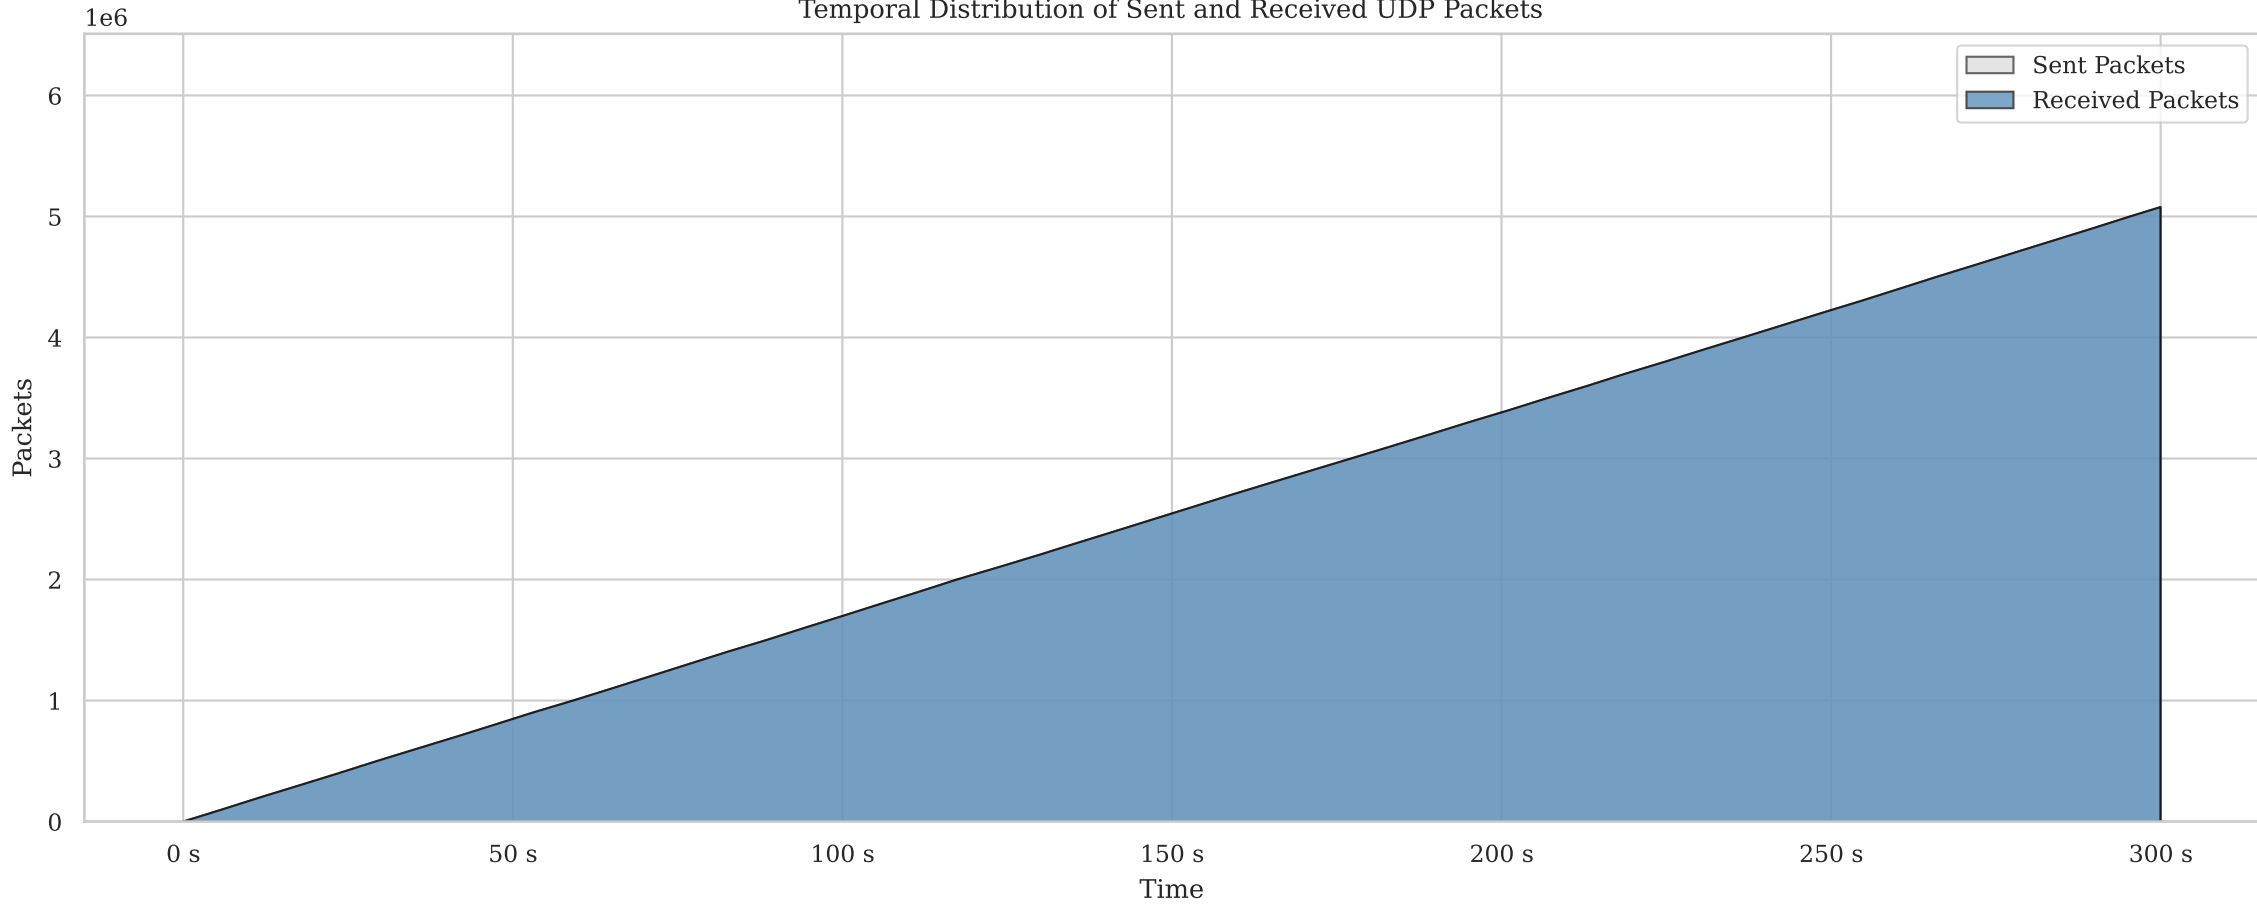 Temporal Distribution of Sent and Received UDP Packets
1e6
Sent Packets
Received Packets
6
5
4
3
2
1
0
Packets
0 s 50 s 100 s 150 s 200 s 250 s 300 s
Time